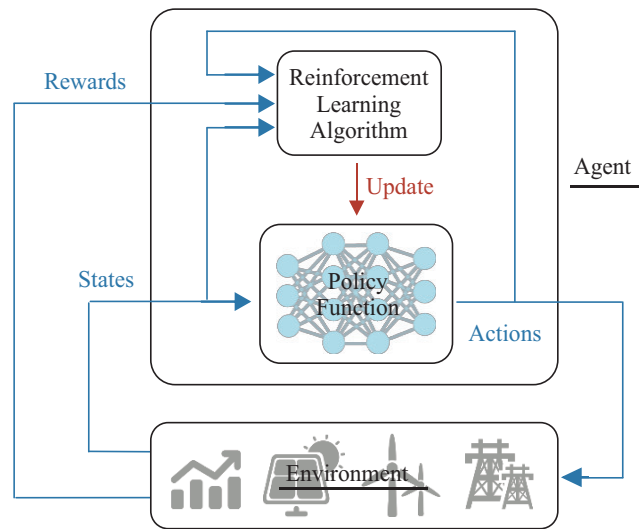 Rewards
Reinforcement
Learning
Algorithm
Agent
Update
States
Policy
Function
Actions
Environment